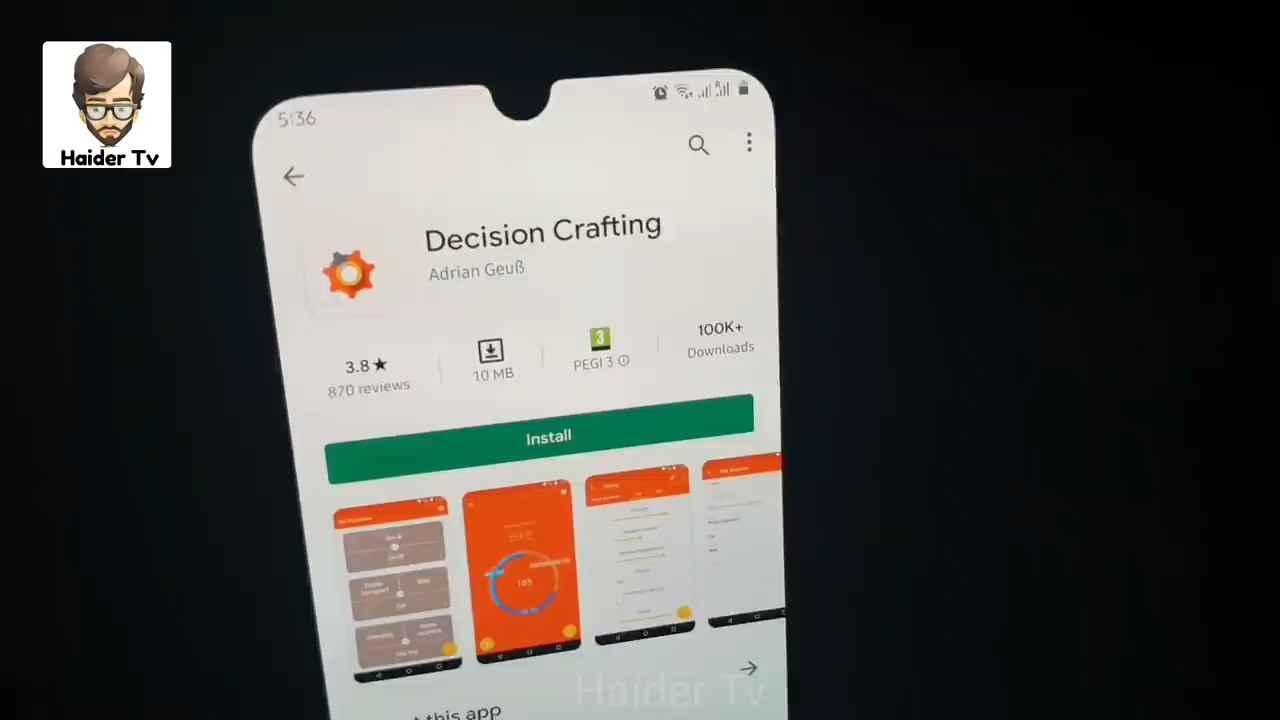 Haider Tv
5:36
Decision Crafting
Adrian Geuß
3.8★
870 reviews
10 MB
3
PEGI 3
100K+
Downloads
Install
105
Haider Tv
this app